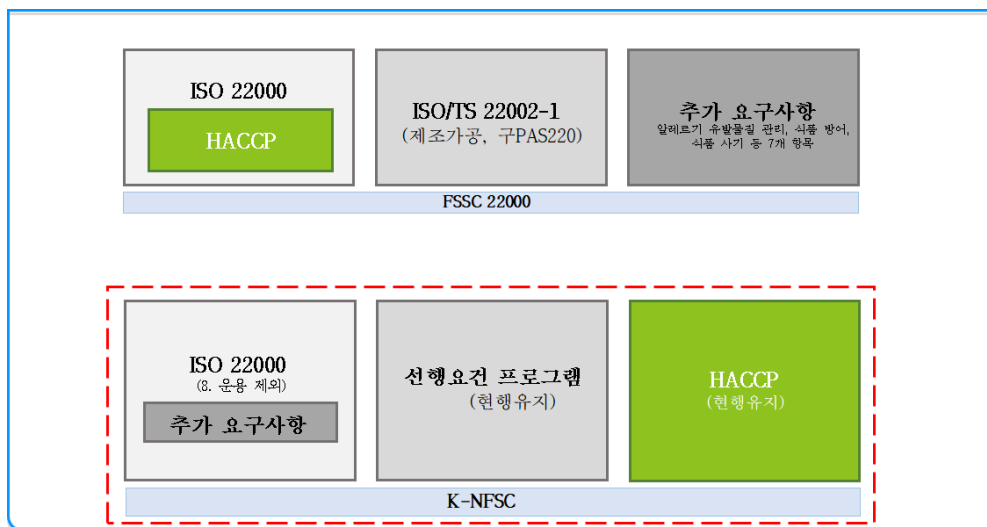 ISO 22000
HACCP
ISO/TS 22002-1
(제조가공, 구PAS220)
추가 요구사항
알레르기 유발물질 관리, 식품 방어,
식품 사기 등 7개 항목
FSSC 22000
ISO 22000
(8. 운용 제외)
추가 요구사항
선행요건 프로그램
(현행유지)
HACCP
(현행유지)
K-NFSC